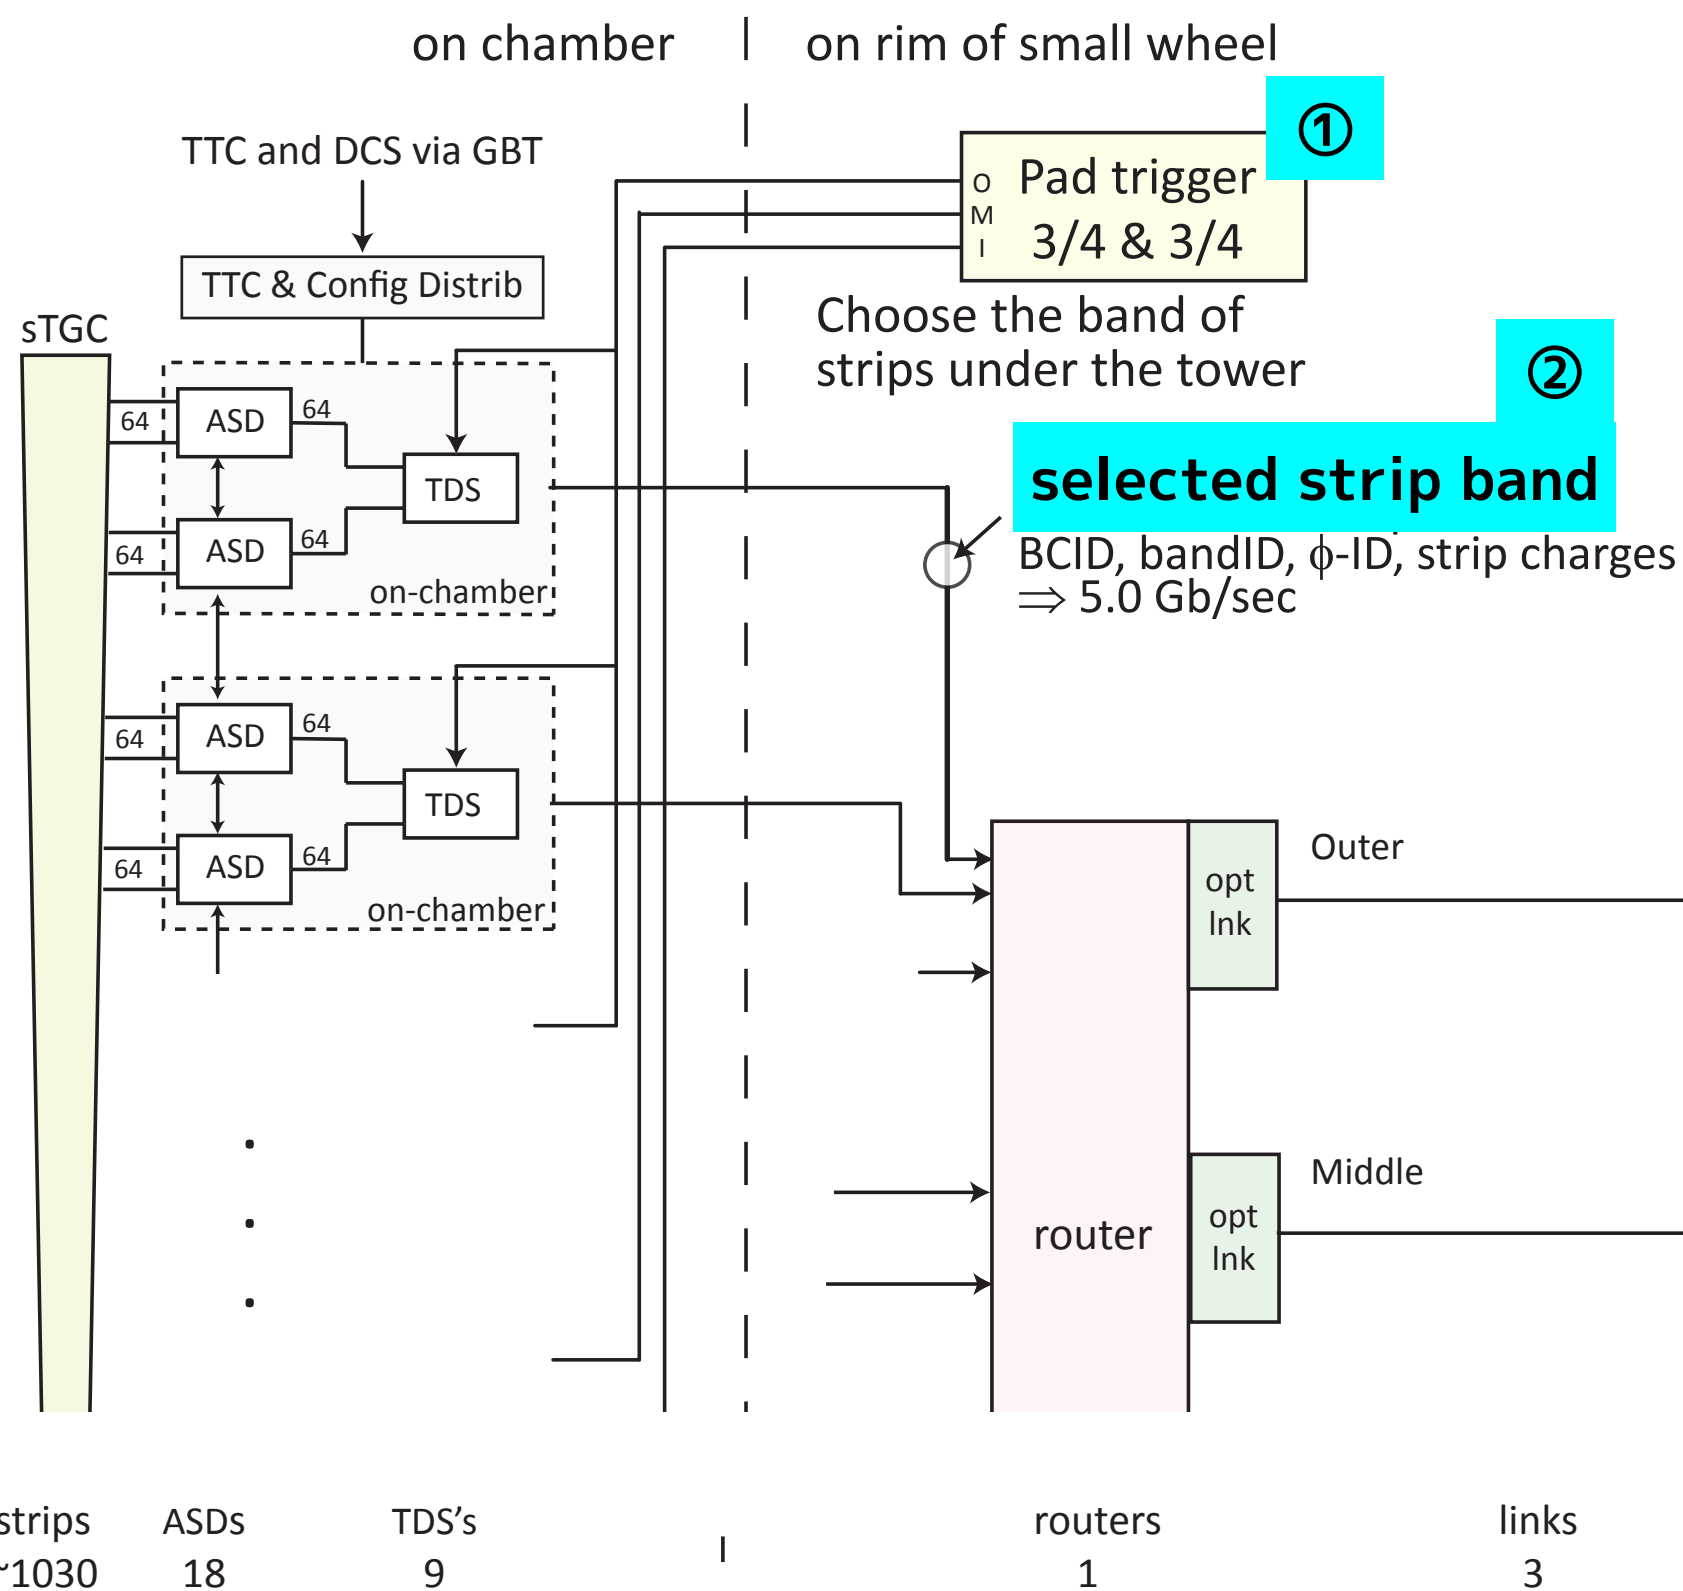 on chamber
on rim of small wheel
①
TTC and DCS via GBT
Pad trigger
3/4 & 3/4
O
M
I
TTC & Config Distrib
Choose the band of
strips under the tower
②
sTGC
64
ASD
64
TDS
selected strip band
64
ASD
64
BCID, bandID, ϕ-ID, strip charges
⇒ 5.0 Gb/sec
on-chamber
64
ASD
64
TDS
64
ASD
64
on-chamber
Outer
opt
lnk
Middle
opt
lnk
router
strips
ASDs
TDS's
routers
links
~1030
18
9
1
3